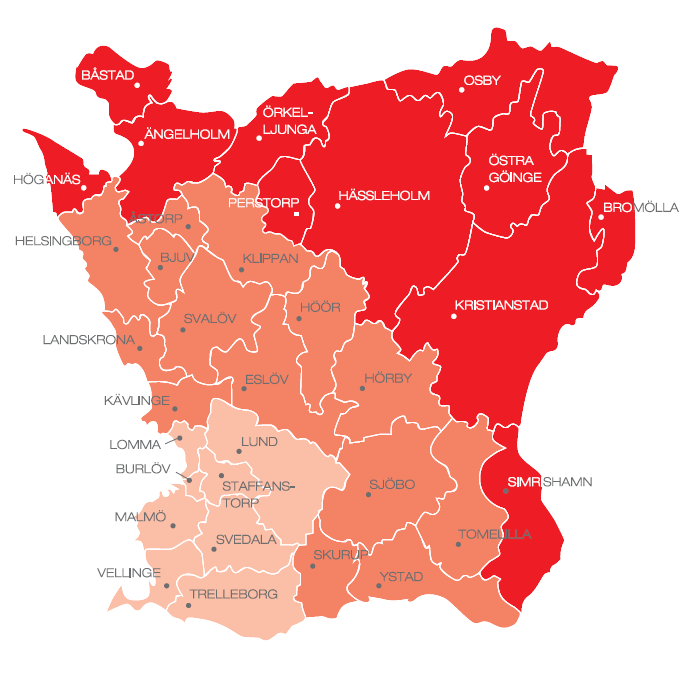 BÅSTAD
OSBY
ÖRKEL-
LJUNGA
ÄNGELHOLM
ÖSTRA
GÖINGE
HÖGANÄS
PERSTORP
HÄSSLEHOLM
BROMÖLLA
ÅSTORP
HELSINGBORG
BJUV
KLIPPAN
SVALÖV
HÖÖR
KRISTIANSTAD
LANDSKRONA
ESLÖV
HÖRBY
KÄVLINGE
LOMMA
LUND
BURLÖV
STAFFANS-
TORP
SJÖBO
SIMRISHAMN
MALMÖ
SVEDALA
TOMELILLA
VELLINGE
SKURUP
YSTAD
TRELLEBORG